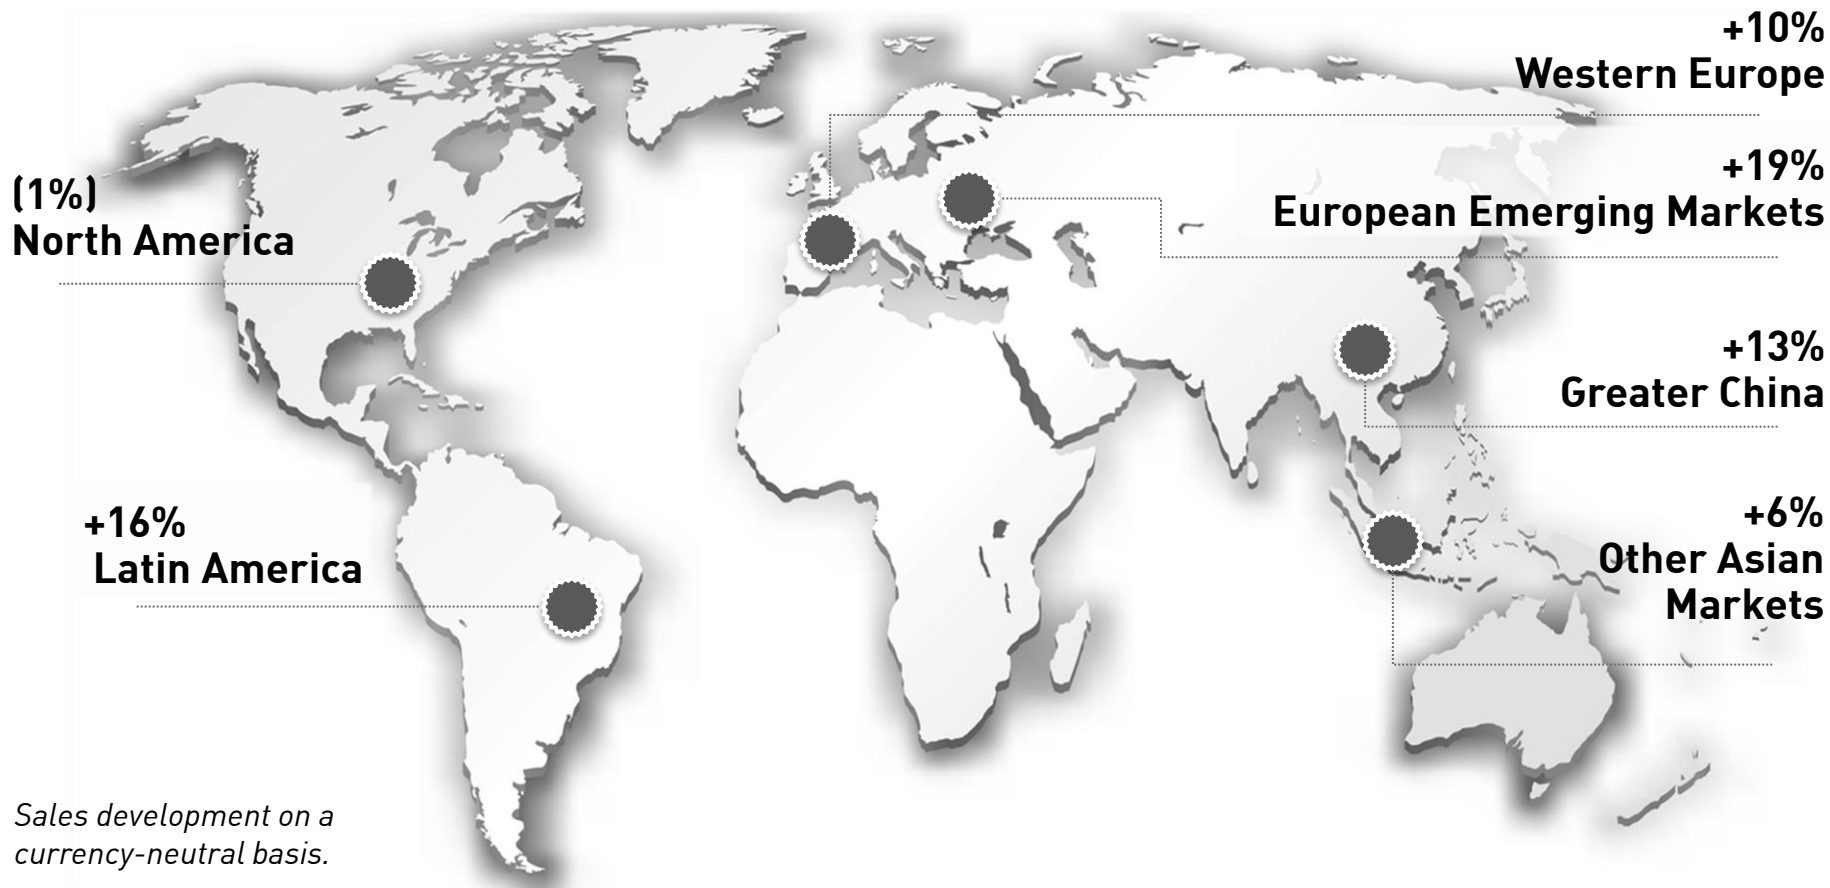 +10%
Western Europe
+19%
European Emerging Markets
(1%)
North America
+13%
Greater China
+16%
Latin America
+6%
Other Asian
Markets
Sales development on a
currency-neutral basis.